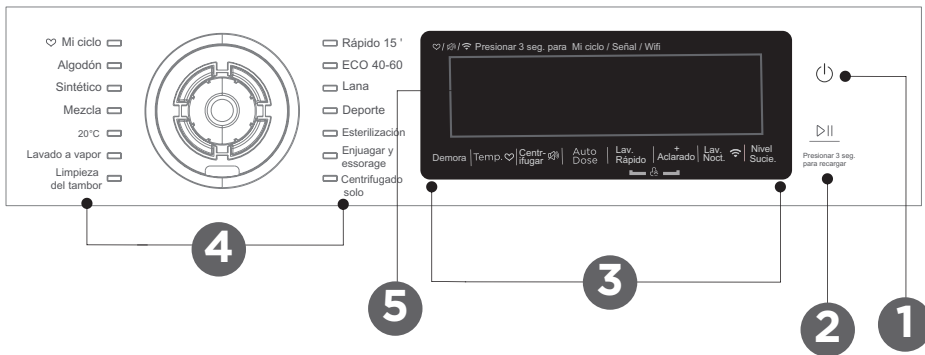 ♡ Mi ciclo
Algodón
Sintético
Mezcla
20°C
Lavado a vapor
Limpieza
del tambor
Rápido 15 '
ECO 40-60
Lana
Deporte
Esterilización
Enjuagar y
essorage
Centrifugado
solo
Presionar 3 seg. para Mi ciclo / Señal / Wifi
Demora
Temp.
Centr-
ifugar
Auto
Dose
Lav.
Rápido
+
Aclarado
Lav.
Noct.
Nivel
Sucie.
Presionar 3 seg.
para recargar
4
5
3
2
1